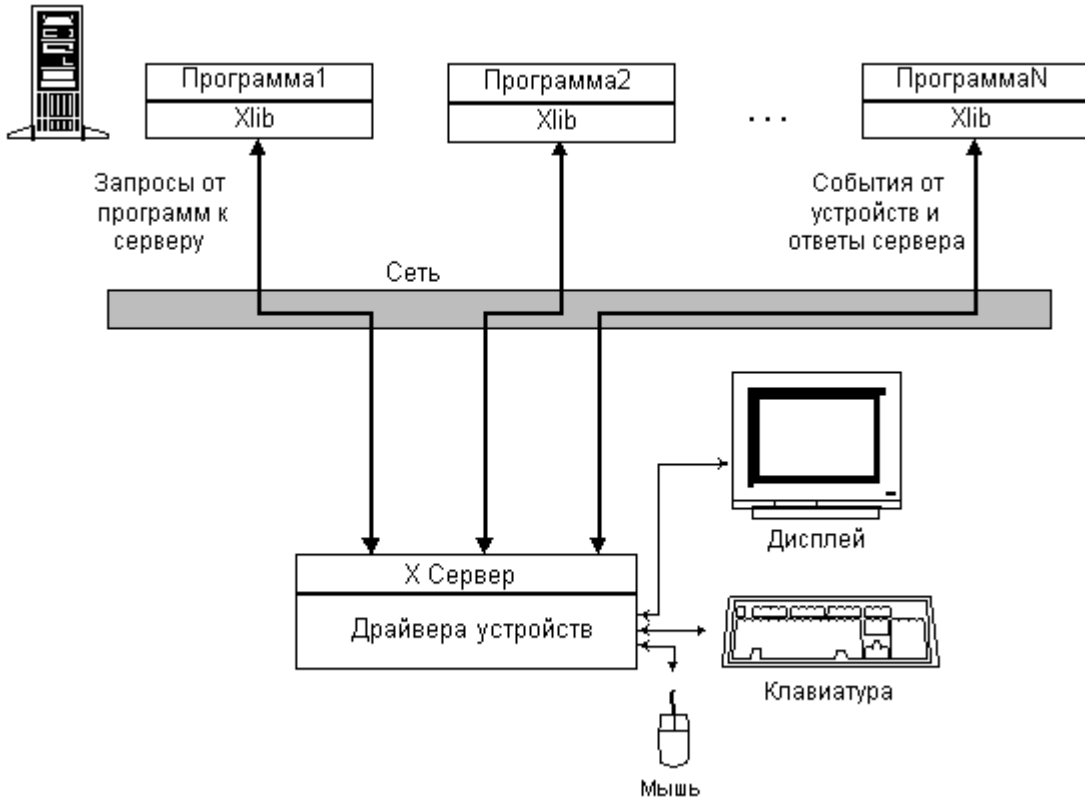 Программа1
Xlib
Программа2
Xlib
...
ПрограммаN
Xlib
Запросы от
программ к
серверу
События от
устройств и
ответы сервера
Сеть
Дисплей
X Сервер
Драйвера устройств
Клавиатура
Мышь